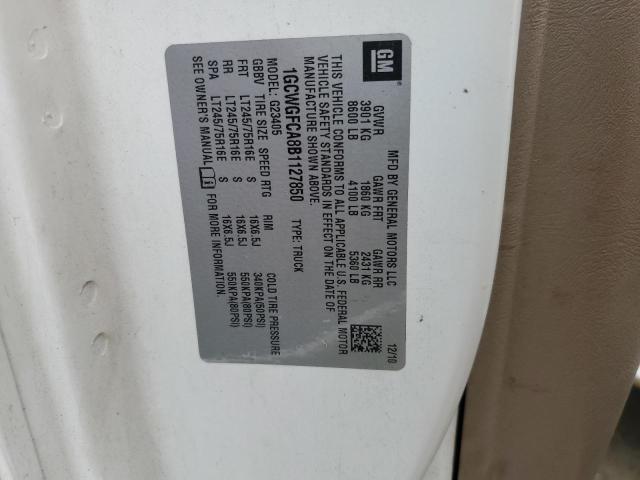 GM
MFD BY GENERAL MOTORS LLC 12/10
GVWR GAWR FRT GAWR RR
3901 KG 1860 KG 2431 KG
8600 LB 4100 LB 5360 LB
THIS VEHICLE CONFORMS TO ALL APPLICABLE U.S. FEDERAL MOTOR
VEHICLE SAFETY STANDARDS IN EFFECT ON THE DATE OF
MANUFACTURE SHOWN ABOVE.
1GCWGFCA8B1127850 TYPE: TRUCK
MODEL: G23405
GBBV TIRE SIZE SPEED RTG RIM COLD TIRE PRESSURE
FRT LT245/75R16E S 16X6.5J 340KPA(50PSI)
RR LT245/75R16E S 16X6.5J 550KPA(80PSI)
SPA LT245/75R16E S 16X6.5J 550KPA(80PSI)
SEE OWNER'S MANUAL FOR ADDITIONAL INFORMATION.